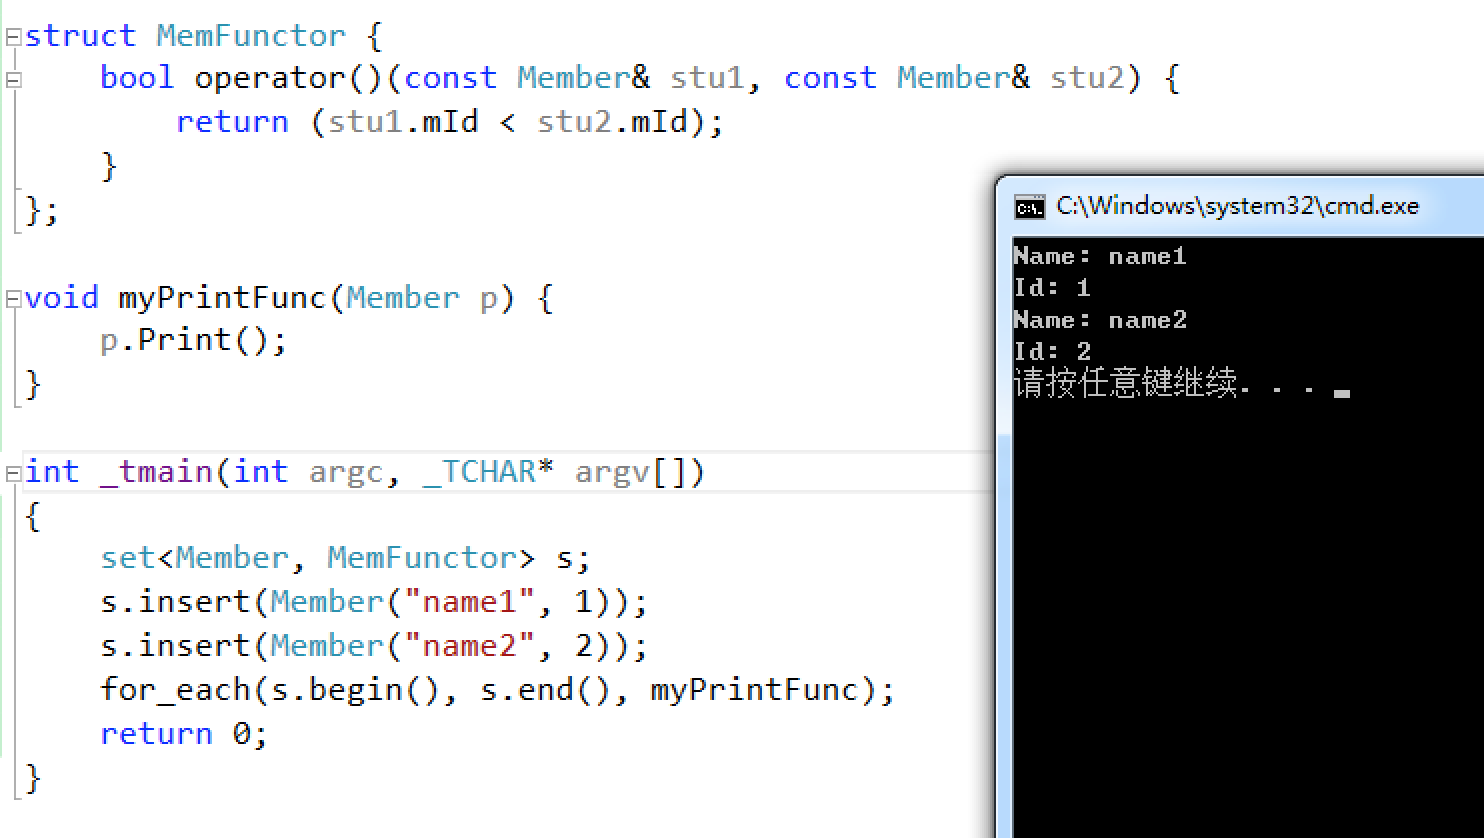 struct MemFunctor {
    bool operator()(const Member& stu1, const Member& stu2) {
        return (stu1.mId < stu2.mId);
    }
};
void myPrintFunc(Member p) {
    p.Print();
}
int _tmain(int argc, _TCHAR* argv[])
{
    set<Member, MemFunctor> s;
    s.insert(Member("name1", 1));
    s.insert(Member("name2", 2));
    for_each(s.begin(), s.end(), myPrintFunc);
    return 0;
}
C:\Windows\system32\cmd.exe
Name: name1
Id: 1
Name: name2
Id: 2
请按任意键继续. . .